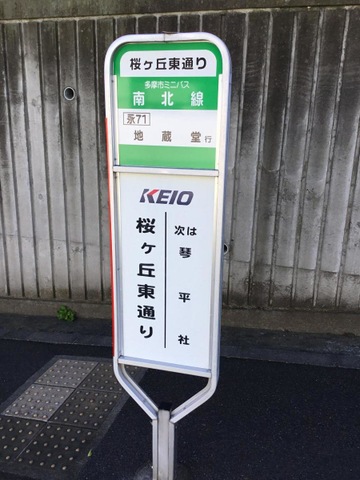 桜ヶ丘東通り
多摩市ミニバス
南北線
永71
地蔵堂行
KEIO
次は琴平社
桜ヶ丘東通り